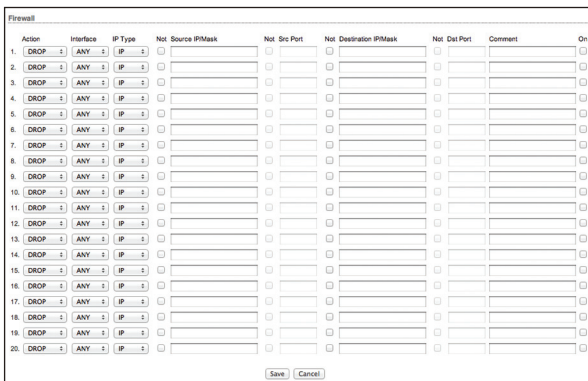 Firewall
Action Interface IP Type Not Source IP/Mask Not Src Port Not Destination IP/Mask Not Dst Port Comment On
1. DROP ANY IP
2. DROP ANY IP
3. DROP ANY IP
4. DROP ANY IP
5. DROP ANY IP
6. DROP ANY IP
7. DROP ANY IP
8. DROP ANY IP
9. DROP ANY IP
10. DROP ANY IP
11. DROP ANY IP
12. DROP ANY IP
13. DROP ANY IP
14. DROP ANY IP
15. DROP ANY IP
16. DROP ANY IP
17. DROP ANY IP
18. DROP ANY IP
19. DROP ANY IP
20. DROP ANY IP
Save Cancel